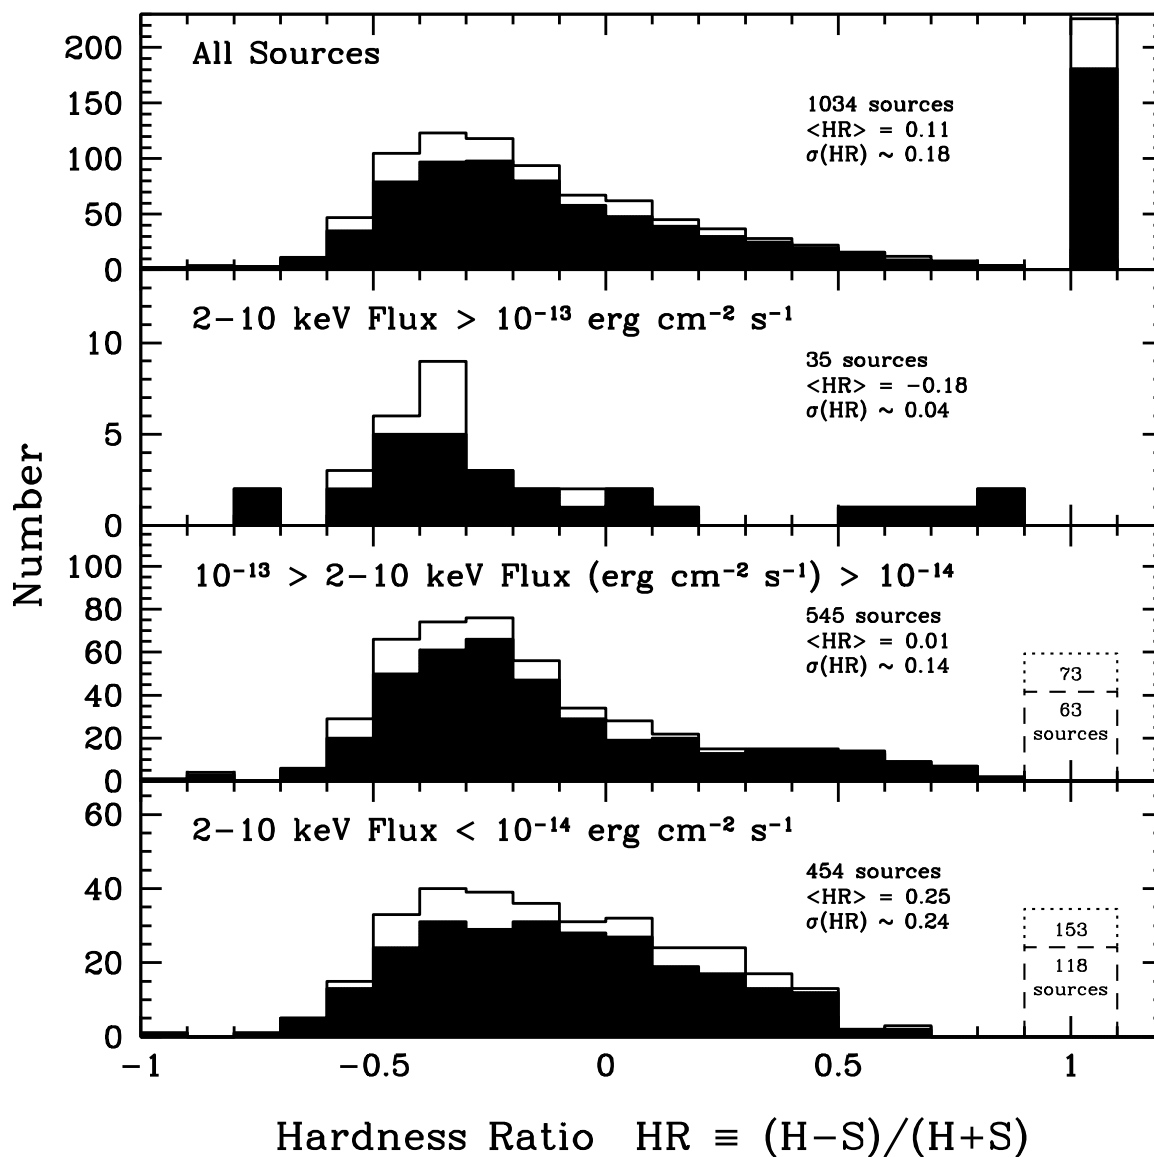 All Sources
1034 sources
<HR> = 0.11
σ(HR) ~ 0.18
200
150
100
50
0
2−10 keV Flux > 10⁻¹³ erg cm⁻² s⁻¹
35 sources
<HR> = −0.18
σ(HR) ~ 0.04
10
5
0
Number
10⁻¹³ > 2−10 keV Flux (erg cm⁻² s⁻¹) > 10⁻¹⁴
545 sources
<HR> = 0.01
σ(HR) ~ 0.14
73
63
sources
100
80
60
40
20
0
2−10 keV Flux < 10⁻¹⁴ erg cm⁻² s⁻¹
454 sources
<HR> = 0.25
σ(HR) ~ 0.24
153
118
sources
60
40
20
0
−1 −0.5 0 0.5 1
Hardness Ratio HR ≡ (H−S)/(H+S)